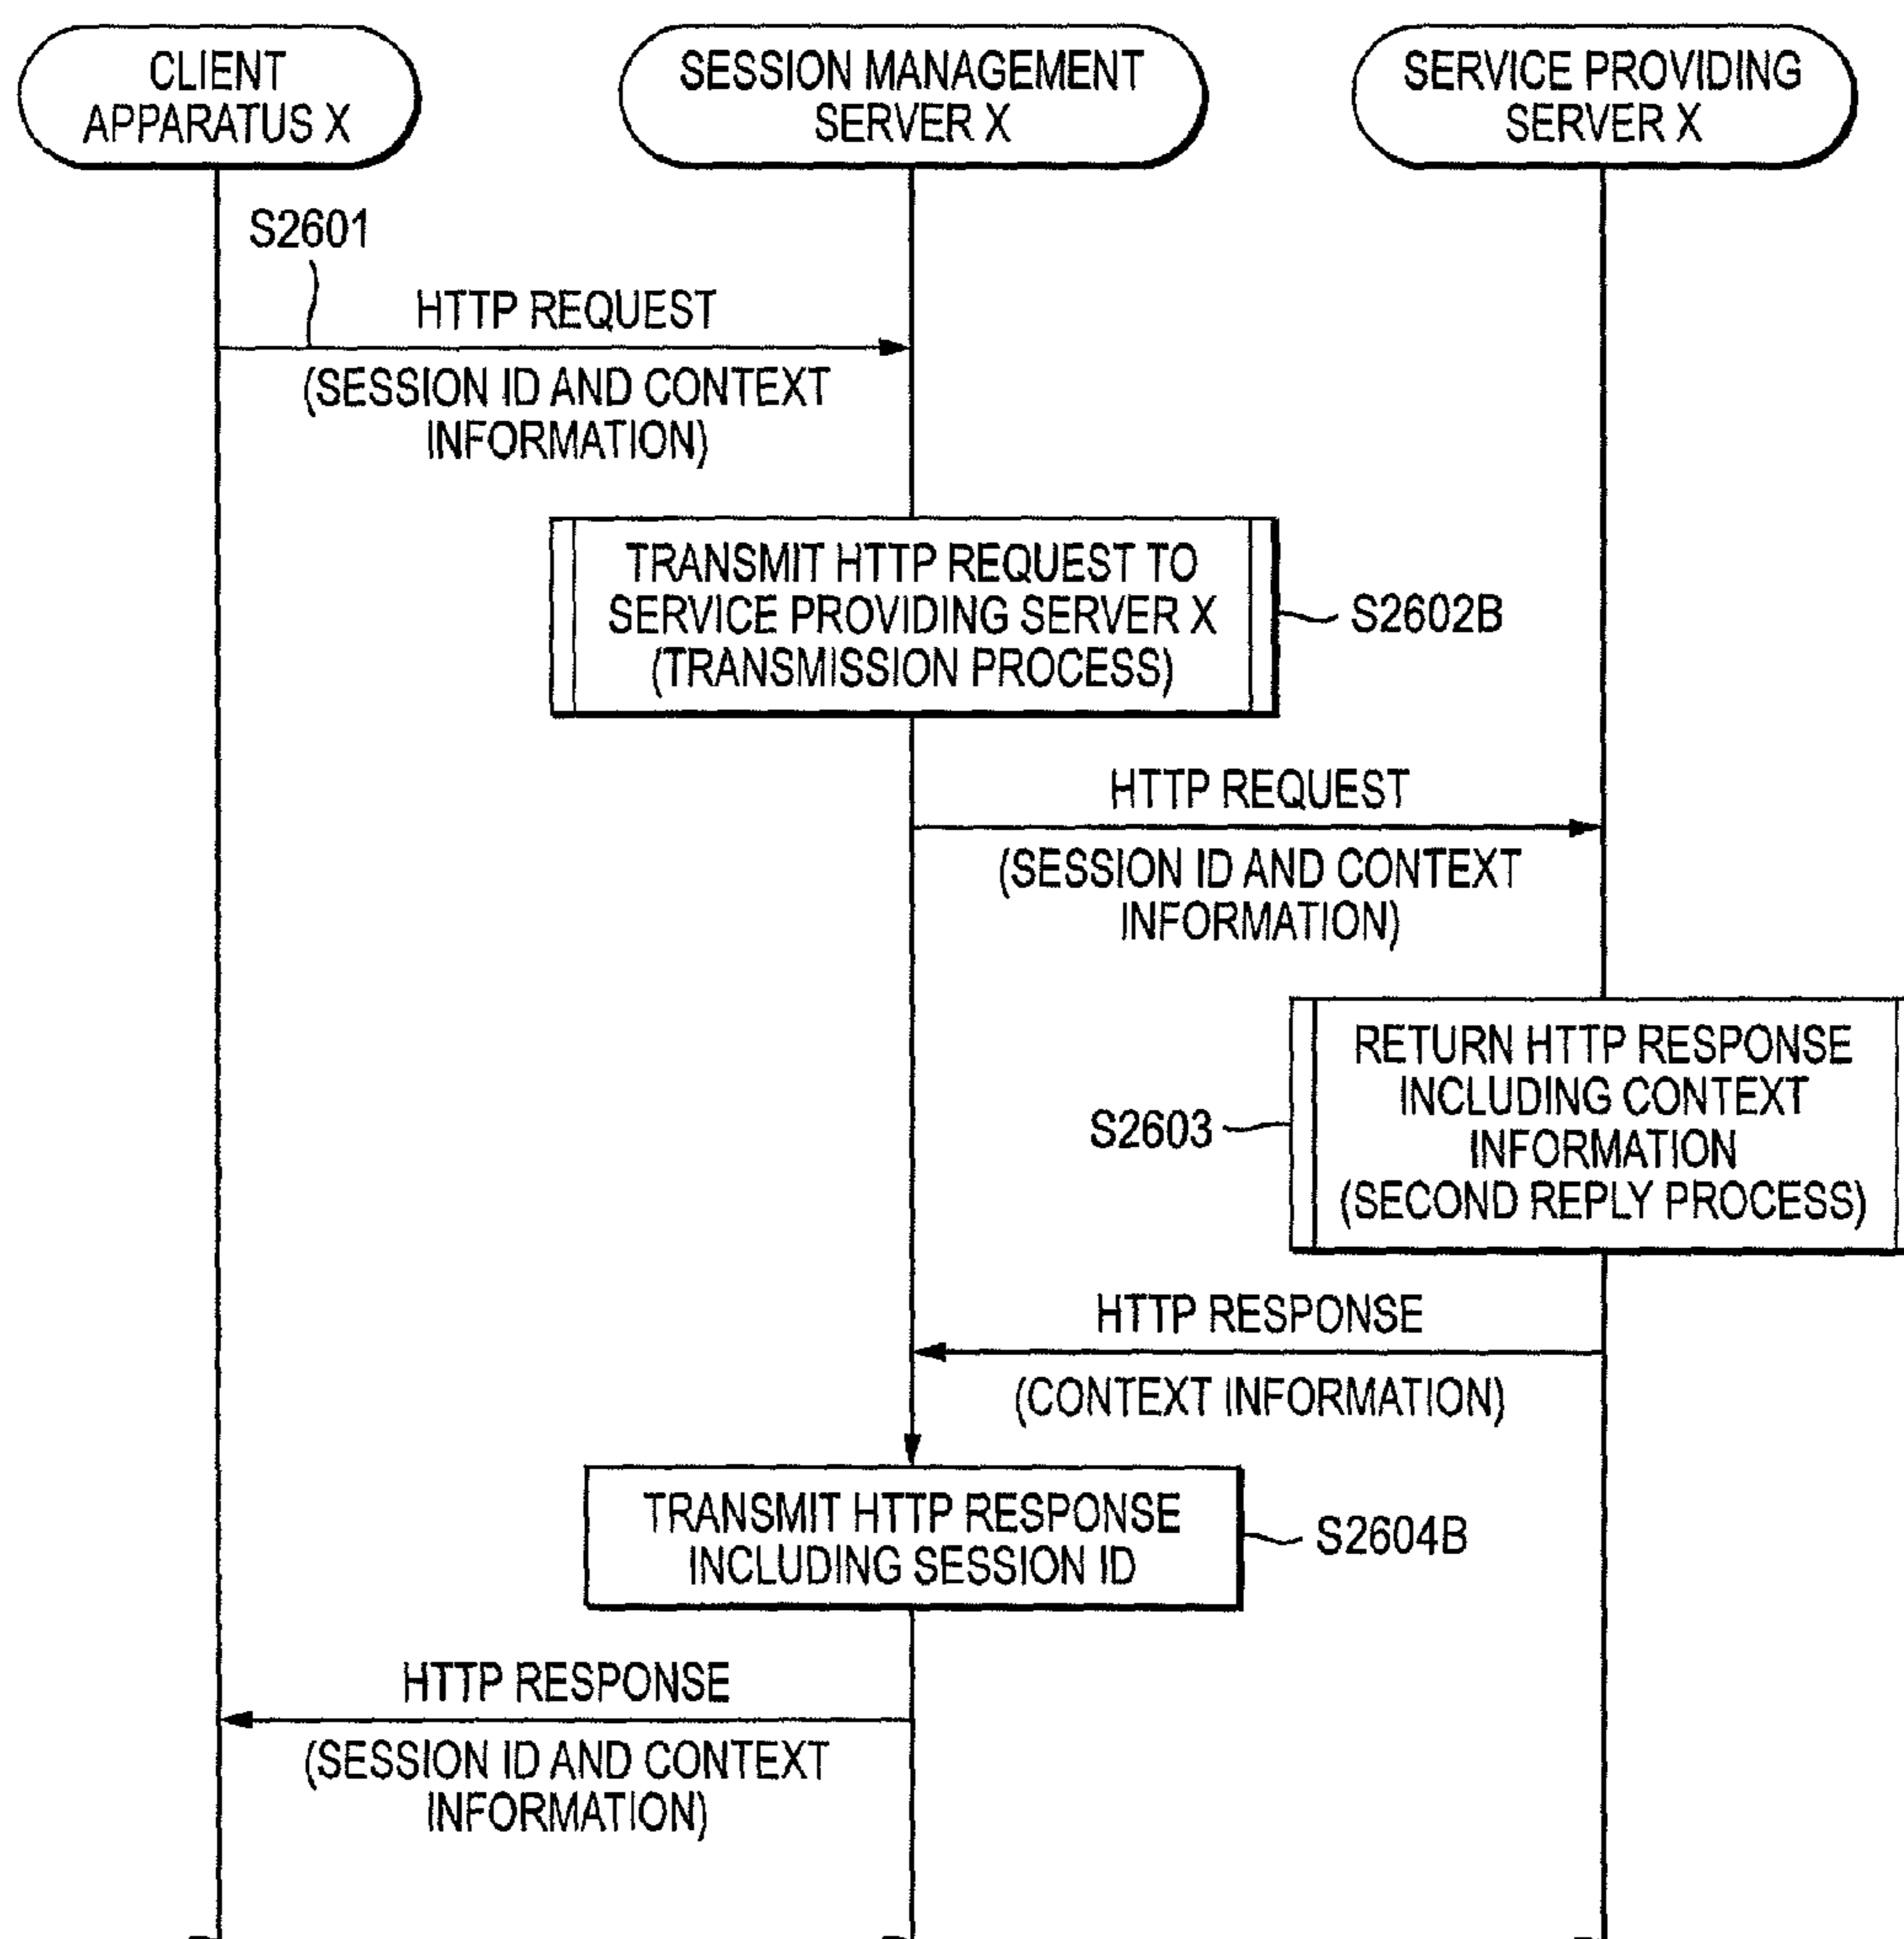 CLIENT
APPARATUS X
SESSION MANAGEMENT
SERVER X
SERVICE PROVIDING
SERVER X
S2601
HTTP REQUEST
(SESSION ID AND CONTEXT
INFORMATION)
TRANSMIT HTTP REQUEST TO
SERVICE PROVIDING SERVER X
(TRANSMISSION PROCESS)
S2602B
HTTP REQUEST
(SESSION ID AND CONTEXT
INFORMATION)
RETURN HTTP RESPONSE
INCLUDING CONTEXT
INFORMATION
(SECOND REPLY PROCESS)
S2603
HTTP RESPONSE
(CONTEXT INFORMATION)
TRANSMIT HTTP RESPONSE
INCLUDING SESSION ID
S2604B
HTTP RESPONSE
(SESSION ID AND CONTEXT
INFORMATION)